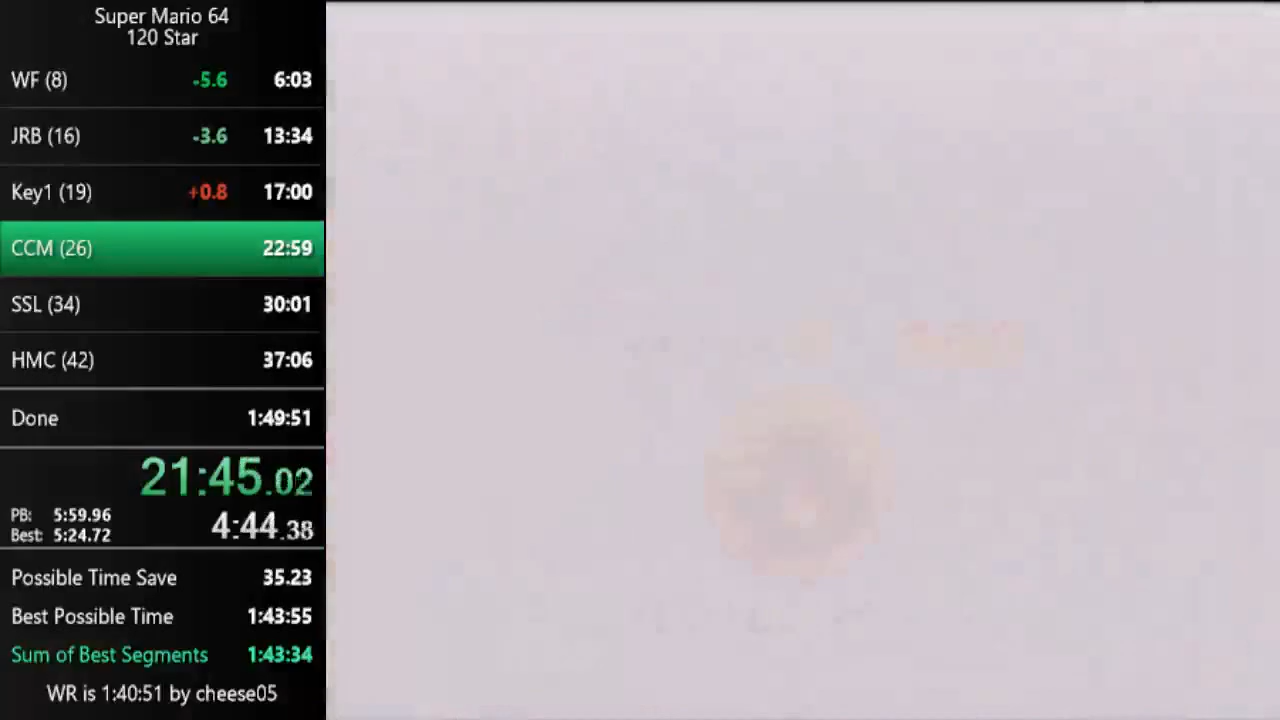 Super Mario 64
120 Star
WF (8) -5.6 6:03
JRB (16) -3.6 13:34
Key1 (19) +0.8 17:00
CCM (26) 22:59
SSL (34) 30:01
HMC (42) 37:06
Done 1:49:51
21:45.02
PB: 5:59.96
Best: 5:24.72
4:44.38
Possible Time Save 35.23
Best Possible Time 1:43:55
Sum of Best Segments 1:43:34
WR is 1:40:51 by cheese05